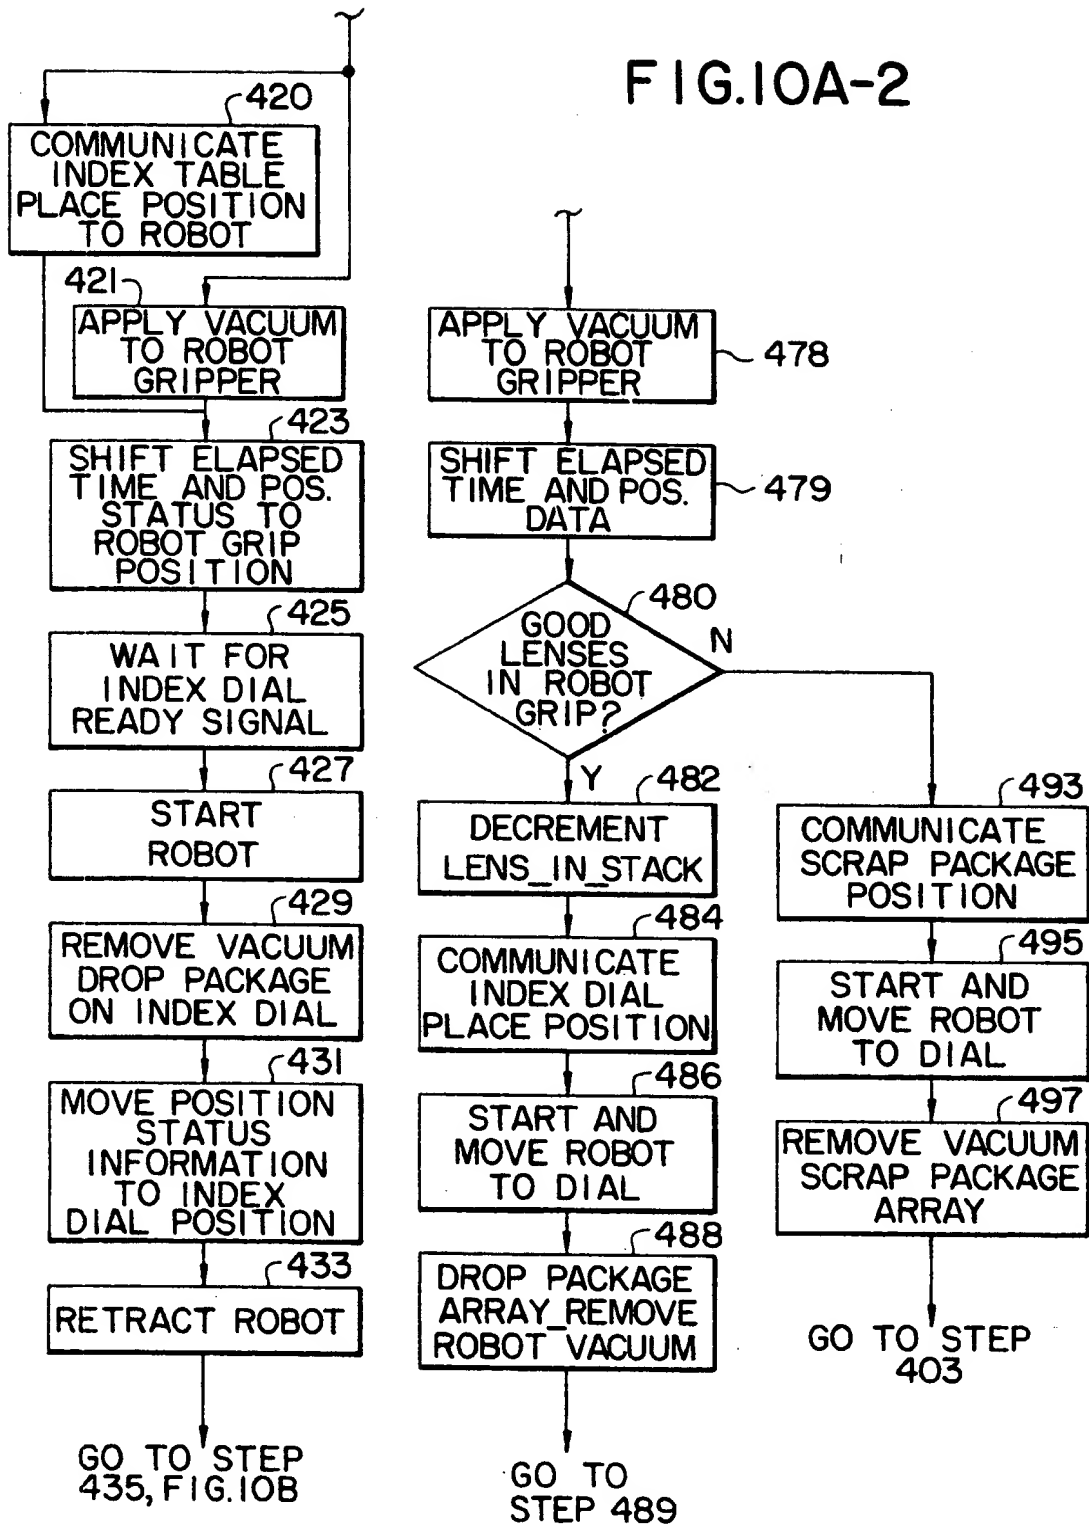 FIG.10A-2
420
COMMUNICATE
INDEX TABLE
PLACE POSITION
TO ROBOT
421
APPLY VACUUM
TO ROBOT
GRIPPER
423
SHIFT ELAPSED
TIME AND POS.
STATUS TO
ROBOT GRIP
POSITION
425
WAIT FOR
INDEX DIAL
READY SIGNAL
427
START
ROBOT
429
REMOVE VACUUM
DROP PACKAGE
ON INDEX DIAL
431
MOVE POSITION
STATUS
INFORMATION
TO INDEX
DIAL POSITION
433
RETRACT ROBOT
GO TO STEP
435, FIG.10B
APPLY VACUUM
TO ROBOT
GRIPPER
478
SHIFT ELAPSED
TIME AND POS.
DATA
479
480
GOOD
LENSES
IN ROBOT
GRIP?
N
Y
482
DECREMENT
LENS_IN_STACK
484
COMMUNICATE
INDEX DIAL
PLACE POSITION
486
START AND
MOVE ROBOT
TO DIAL
488
DROP PACKAGE
ARRAY_REMOVE
ROBOT VACUUM
GO TO
STEP 489
493
COMMUNICATE
SCRAP PACKAGE
POSITION
495
START AND
MOVE ROBOT
TO DIAL
497
REMOVE VACUUM
SCRAP PACKAGE
ARRAY
GO TO STEP
403